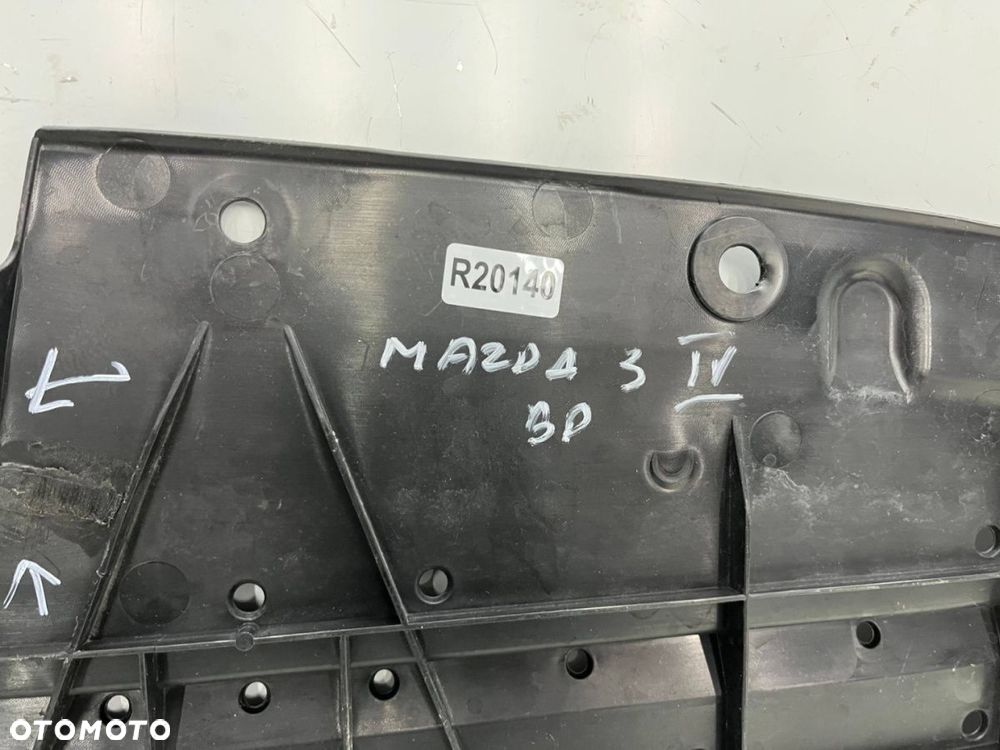 R20140
MAZDA 3 IV
BP
OTOMOTO